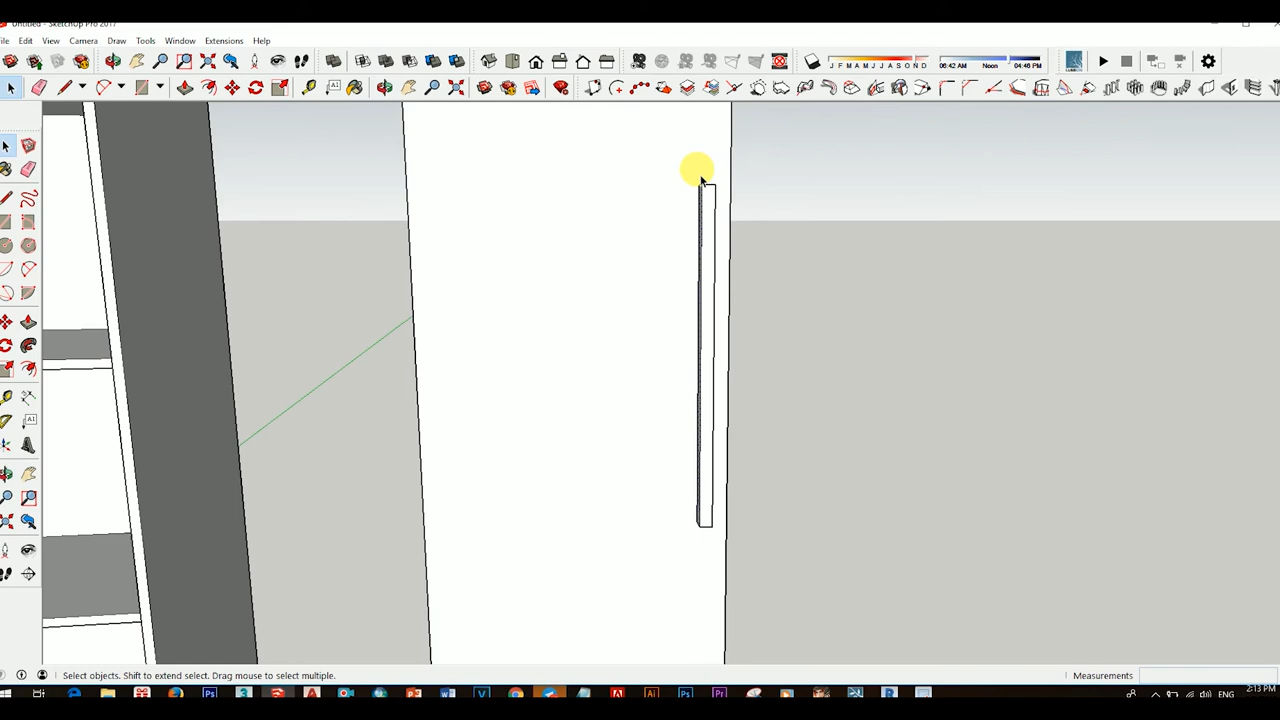 Untitled - SketchUp Pro 2017
File Edit View Camera Draw Tools Window Extensions Help
J F M A M J J A S O N D 06:42 AM Noon 04:46 PM
Select objects. Shift to extend select. Drag mouse to select multiple. Measurements
ENG 2:13 PM